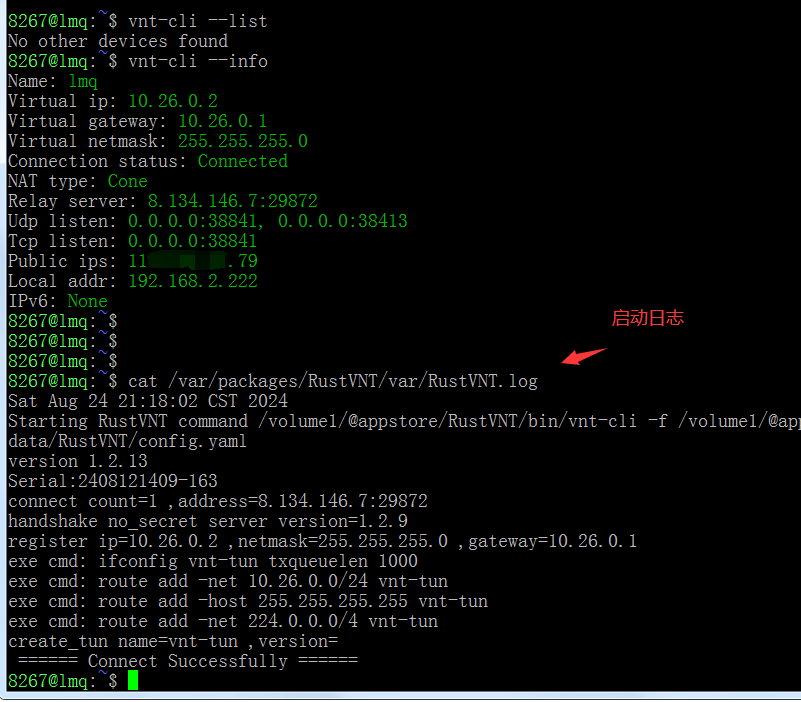 8267@lmq:~$ vnt-cli --list
No other devices found
8267@lmq:~$ vnt-cli --info
Name: lmq
Virtual ip: 10.26.0.2
Virtual gateway: 10.26.0.1
Virtual netmask: 255.255.255.0
Connection status: Connected
NAT type: Cone
Relay server: 8.134.146.7:29872
Udp listen: 0.0.0.0:38841, 0.0.0.0:38413
Tcp listen: 0.0.0.0:38841
Public ips: 11 .79
Local addr: 192.168.2.222
IPv6: None
8267@lmq:~$
启动日志
8267@lmq:~$
8267@lmq:~$
8267@lmq:~$ cat /var/packages/RustVNT/var/RustVNT.log
Sat Aug 24 21:18:02 CST 2024
Starting RustVNT command /volume1/@appstore/RustVNT/bin/vnt-cli -f /volume1/@app
data/RustVNT/config.yaml
version 1.2.13
Serial:2408121409-163
connect count=1 ,address=8.134.146.7:29872
handshake no_secret server version=1.2.9
register ip=10.26.0.2 ,netmask=255.255.255.0 ,gateway=10.26.0.1
exe cmd: ifconfig vnt-tun txqueuelen 1000
exe cmd: route add -net 10.26.0.0/24 vnt-tun
exe cmd: route add -host 255.255.255.255 vnt-tun
exe cmd: route add -net 224.0.0.0/4 vnt-tun
create_tun name=vnt-tun ,version=
====== Connect Successfully ======
8267@lmq:~$